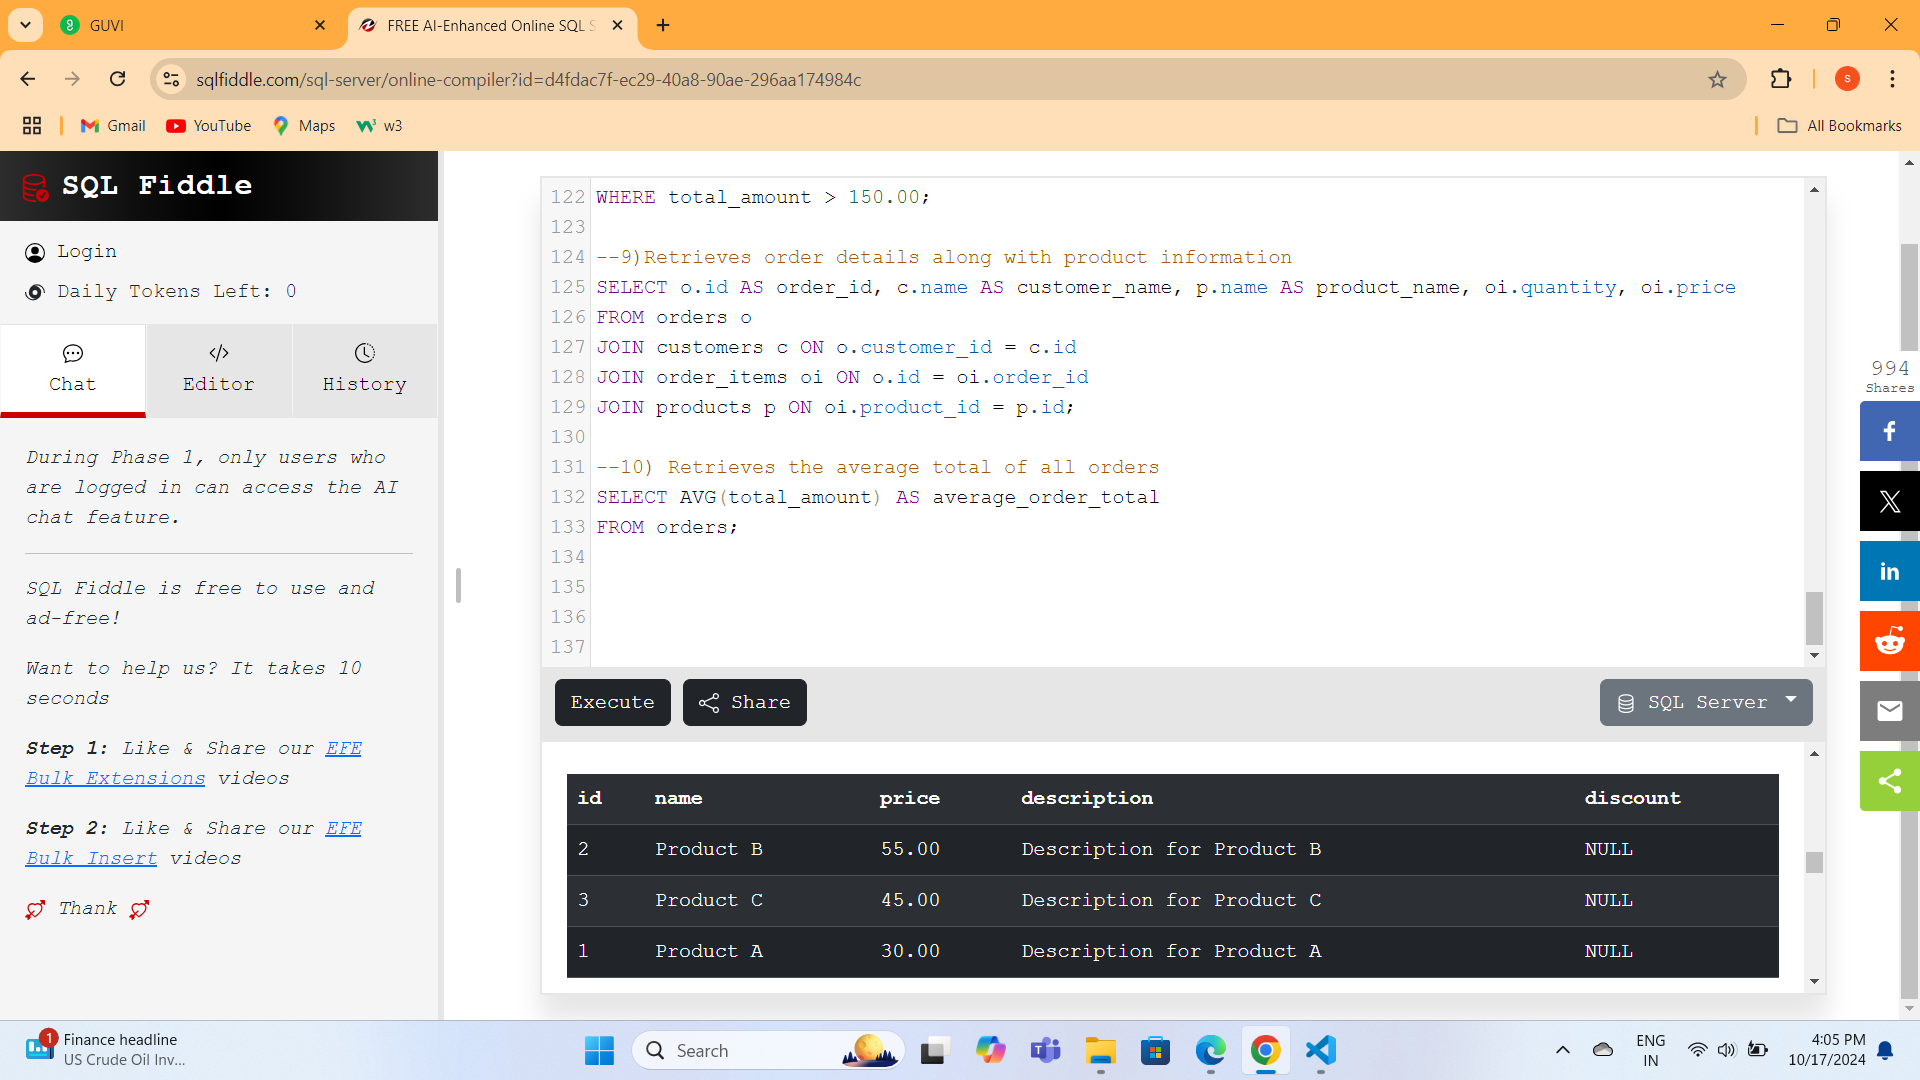 GUVI
FREE AI-Enhanced Online SQL S
sqlfiddle.com/sql-server/online-compiler?id=d4fdac7f-ec29-40a8-90ae-296aa174984c
S
Gmail
YouTube
Maps
w3
All Bookmarks
SQL Fiddle
Login
Daily Tokens Left: 0
Chat
Editor
History
During Phase 1, only users who
are logged in can access the AI
chat feature.
SQL Fiddle is free to use and
ad-free!
Want to help us? It takes 10
seconds
Step 1: Like & Share our EFE
Bulk Extensions videos
Step 2: Like & Share our EFE
Bulk Insert videos
Thank
122 WHERE total_amount > 150.00;
123
124 --9)Retrieves order details along with product information
125 SELECT o.id AS order_id, c.name AS customer_name, p.name AS product_name, oi.quantity, oi.price
126 FROM orders o
127 JOIN customers c ON o.customer_id = c.id
128 JOIN order_items oi ON o.id = oi.order_id
129 JOIN products p ON oi.product_id = p.id;
130
131 --10) Retrieves the average total of all orders
132 SELECT AVG(total_amount) AS average_order_total
133 FROM orders;
134
135
136
137
Execute
Share
SQL Server
id name price description discount
2 Product B 55.00 Description for Product B NULL
3 Product C 45.00 Description for Product C NULL
1 Product A 30.00 Description for Product A NULL
994
Shares
f
X
in
1
Finance headline
US Crude Oil Inv...
Search
ENG
IN
4:05 PM
10/17/2024